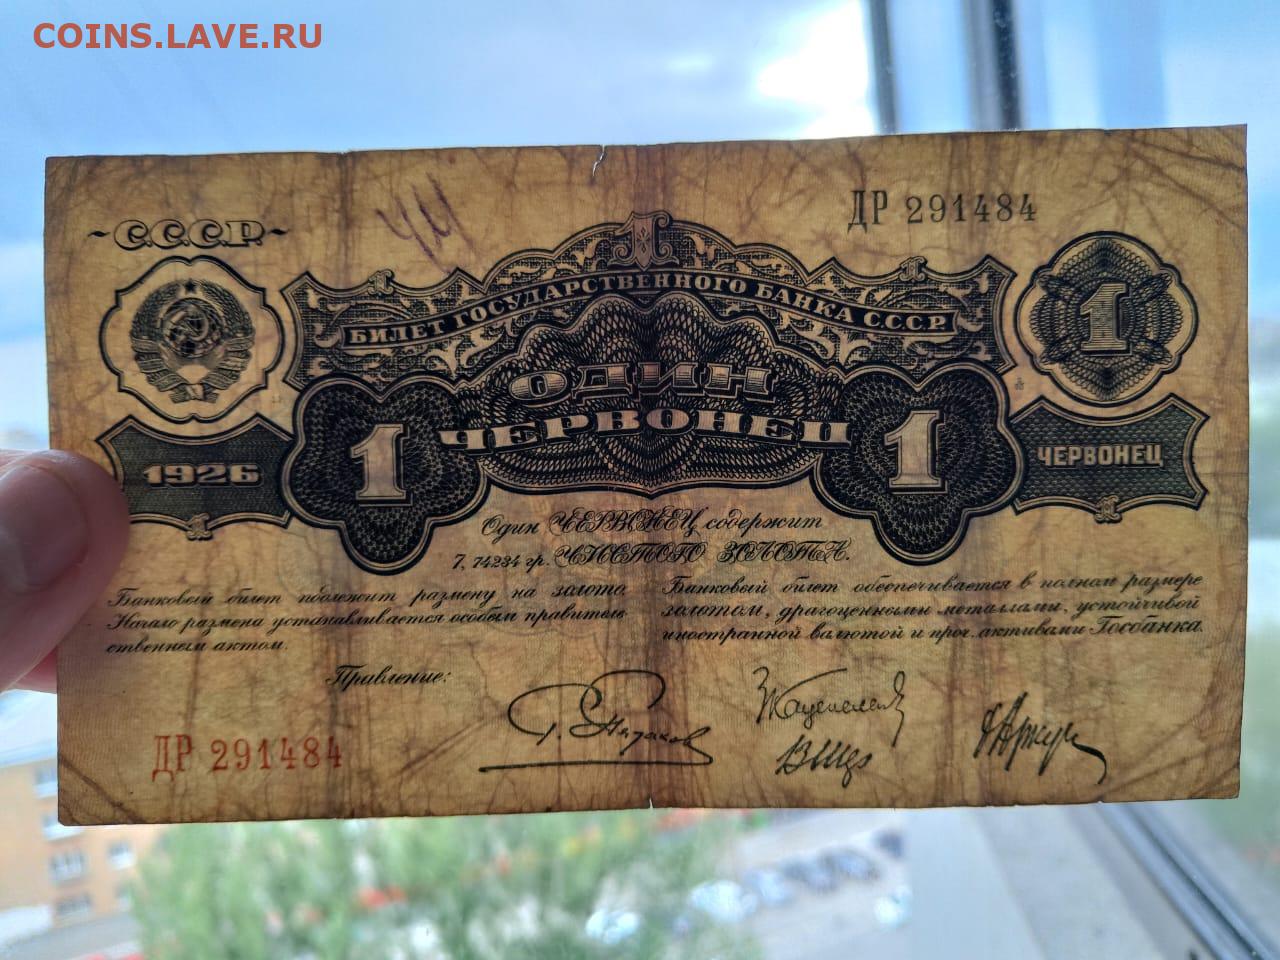 COINS.LAVE.RU
С.С.С.Р.
ДР 291484
1
БИЛЕТ ГОСУДАРСТВЕННОГО БАНКА С.С.С.Р.
1
ОДИН
ЧЕРВОНЕЦ
1
1
1926
ЧЕРВОНЕЦ
Один ЧЕРВОНЕЦ содержит
7,74234 гр. ЧИСТОГО ЗОЛОТА.
Банковый билет подлежит размену на золото.
Начало размена устанавливается особым правитель-
ственным актом.
Банковый билет обеспечивается в полном размере
золотом, драгоценными металлами, устойчивой
иностранной валютой и проч. активами Госбанка.
Правление:
ДР 291484